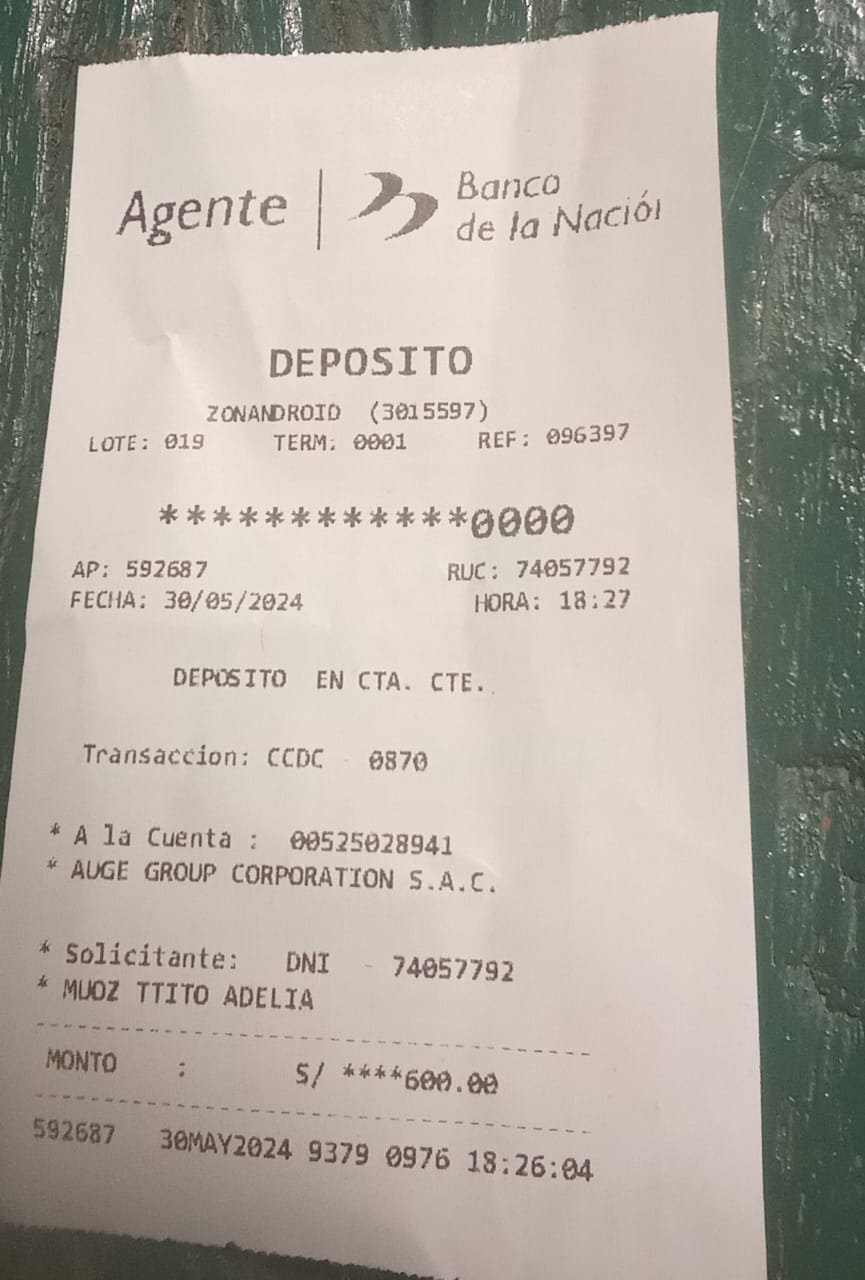 Agente | Banco
de la Nación
DEPOSITO
ZONANDROID (3015597)
LOTE: 019 TERM: 0001 REF: 096397
************0000
AP: 592687 RUC: 74057792
FECHA: 30/05/2024 HORA: 18:27
DEPOSITO EN CTA. CTE.
Transaccion: CCDC - 0870
* A la Cuenta : 00525028941
* AUGE GROUP CORPORATION S.A.C.
* Solicitante: DNI - 74057792
* MUOZ TTITO ADELIA
MONTO : S/ ****600.00
592687 30MAY2024 9379 0976 18:26:04